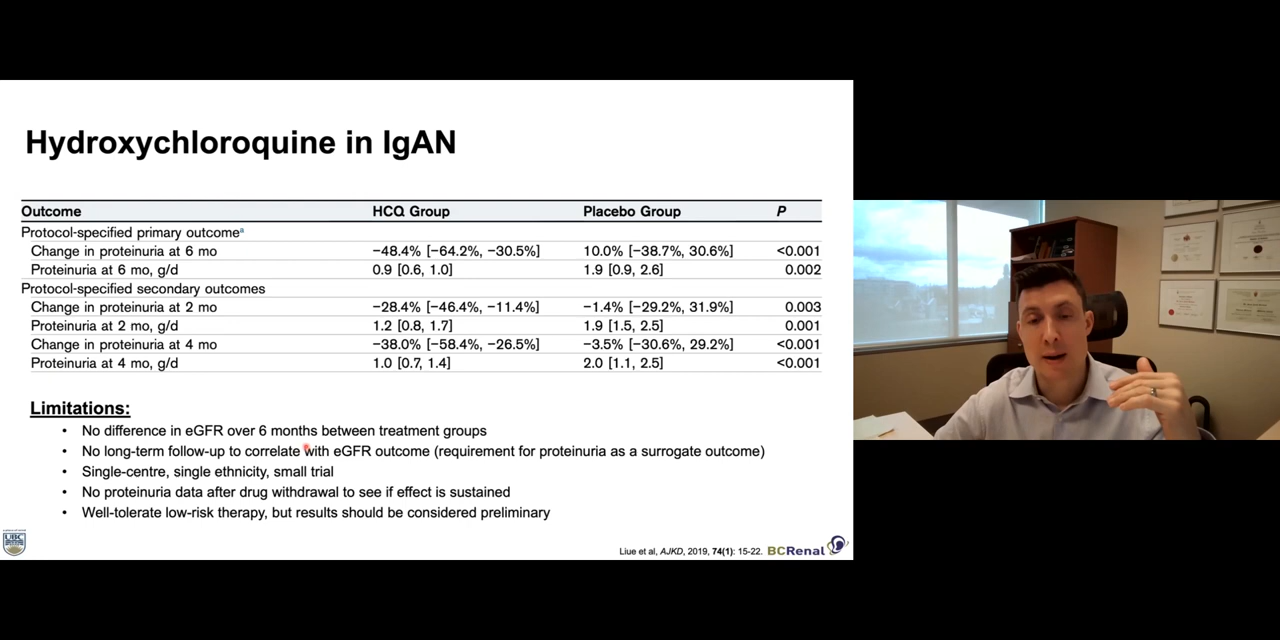 Hydroxychloroquine in IgAN
Outcome HCQ Group Placebo Group P
Protocol-specified primary outcomeᵃ
Change in proteinuria at 6 mo −48.4% [−64.2%, −30.5%] 10.0% [−38.7%, 30.6%] <0.001
Proteinuria at 6 mo, g/d 0.9 [0.6, 1.0] 1.9 [0.9, 2.6] 0.002
Protocol-specified secondary outcomes
Change in proteinuria at 2 mo −28.4% [−46.4%, −11.4%] −1.4% [−29.2%, 31.9%] 0.003
Proteinuria at 2 mo, g/d 1.2 [0.8, 1.7] 1.9 [1.5, 2.5] 0.001
Change in proteinuria at 4 mo −38.0% [−58.4%, −26.5%] −3.5% [−30.6%, 29.2%] <0.001
Proteinuria at 4 mo, g/d 1.0 [0.7, 1.4] 2.0 [1.1, 2.5] <0.001
Limitations:
• No difference in eGFR over 6 months between treatment groups
• No long-term follow-up to correlate with eGFR outcome (requirement for proteinuria as a surrogate outcome)
• Single-centre, single ethnicity, small trial
• No proteinuria data after drug withdrawal to see if effect is sustained
• Well-tolerate low-risk therapy, but results should be considered preliminary
UBC
Liue et al, AJKD, 2019, 74(1): 15-22. BCRenal